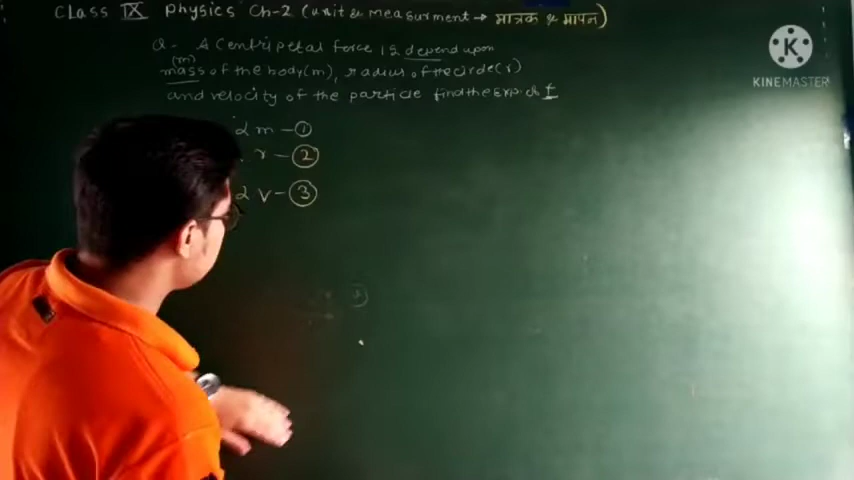 Class IX Physics Ch-2 (unit & measurment → मात्रक & मापन)
Q- A Centripetal force is depend upon
(m)
mass of the body(m), radius of the circle(r)
and velocity of the particle find the Exp. of f
α m - ①
r - ②
α v - ③
KINEMASTER